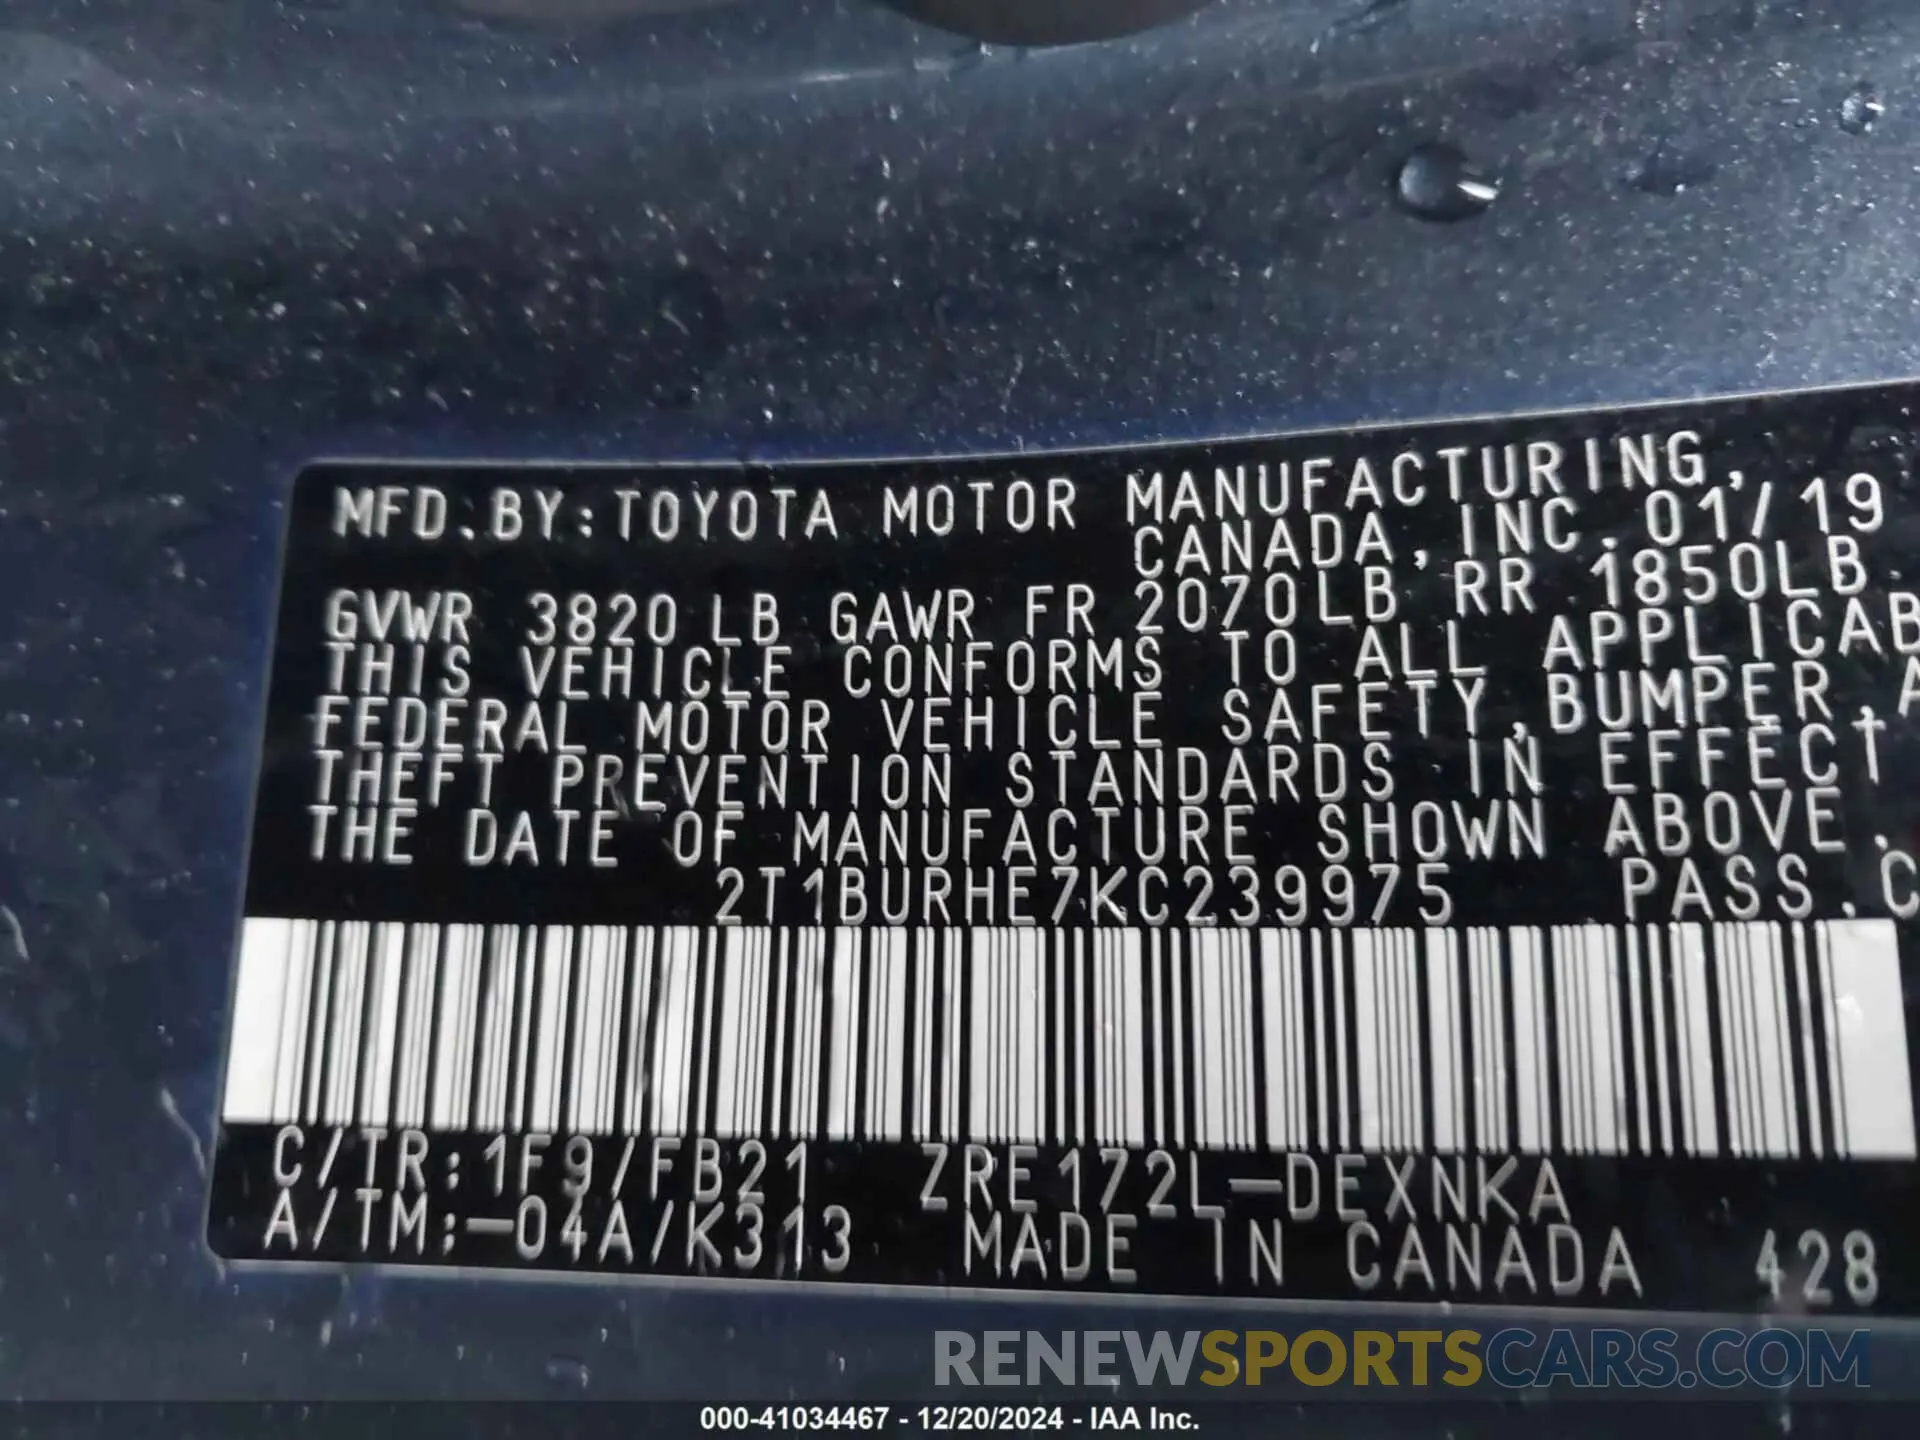 MFD.BY:TOYOTA MOTOR MANUFACTURING,
CANADA, INC. 01/19
GVWR 3820LB GAWR FR 2070LB RR 1850LB.
THIS VEHICLE CONFORMS TO ALL APPLICAB
FEDERAL MOTOR VEHICLE SAFETY, BUMPER, A
THEFT PREVENTION STANDARDS IN EFFECT
THE DATE OF MANUFACTURE SHOWN ABOVE.
2T1BURHE7KC239975 PASS.C
C/TR:1F9/FB21 ZRE172L-DEXNKA
A/TM:-04A/K313 MADE IN CANADA 428
RENEWSPORTSCARS.COM
000-41034467 - 12/20/2024 - IAA Inc.